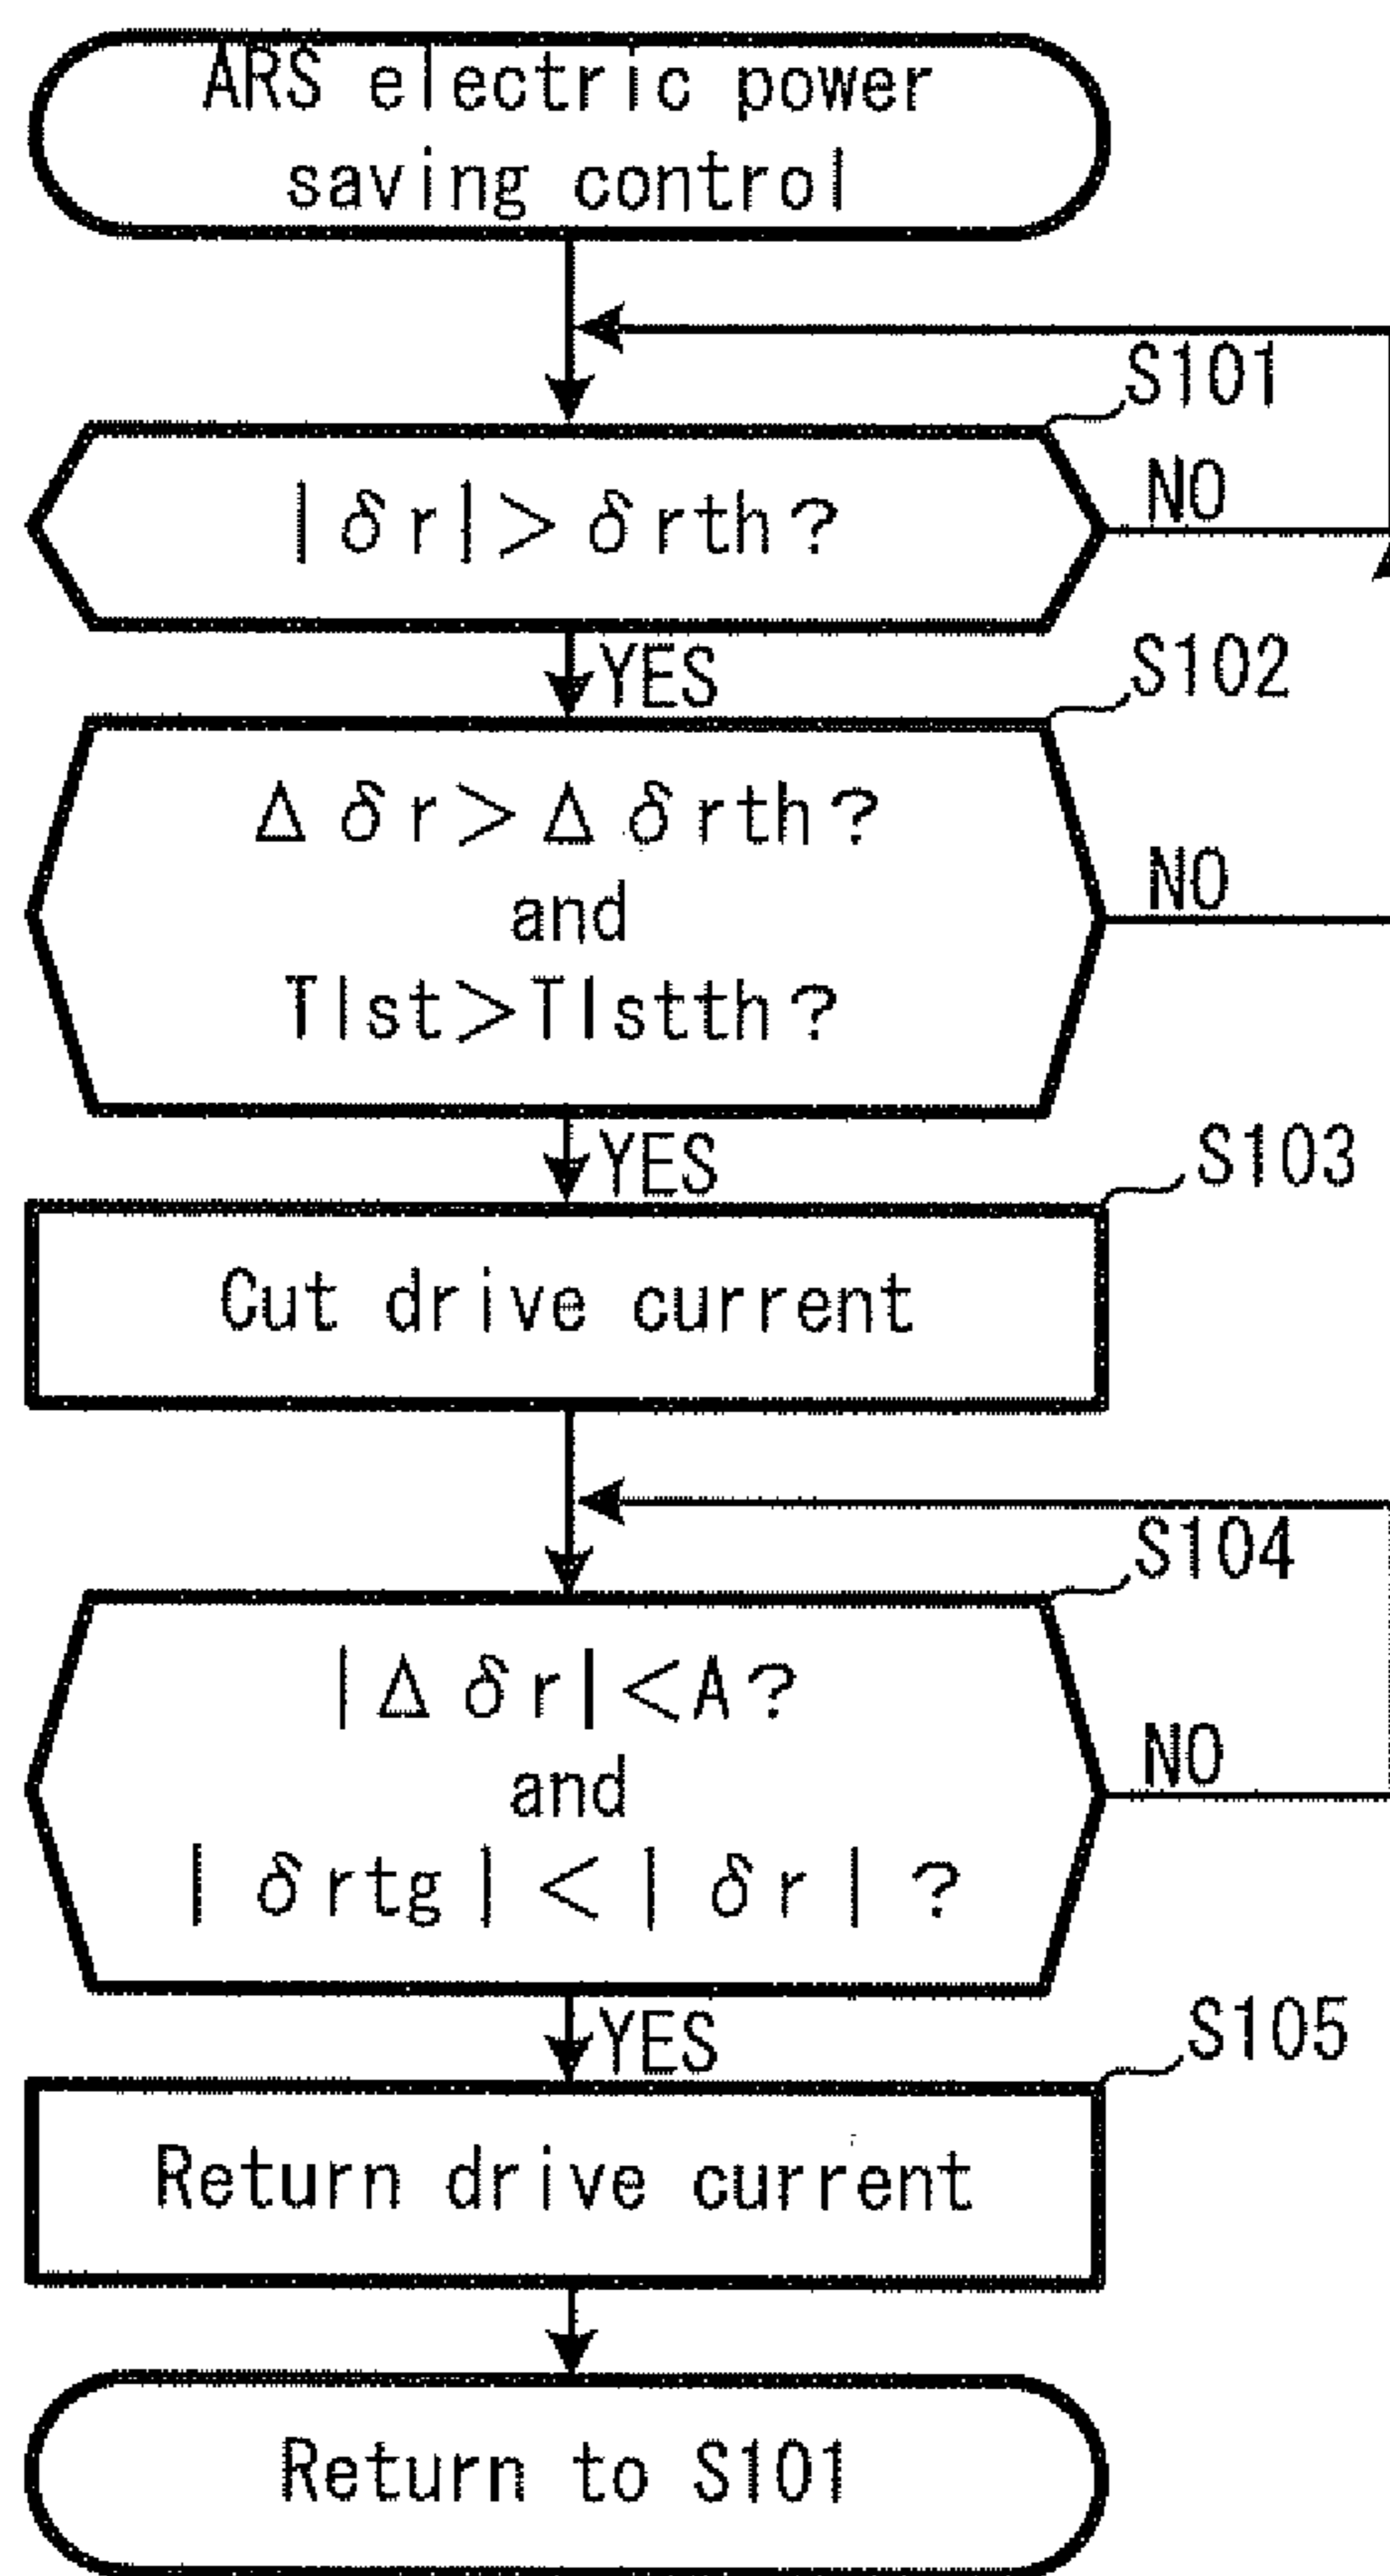 ARS electric power
saving control
S101
|δr|>δrth?
NO
YES
S102
Δδr>Δδrth?
and
Tlst>Tlstth?
NO
YES
S103
Cut drive current
S104
|Δδr|<A?
and
|δrtg|<|δr|?
NO
YES
S105
Return drive current
Return to S101